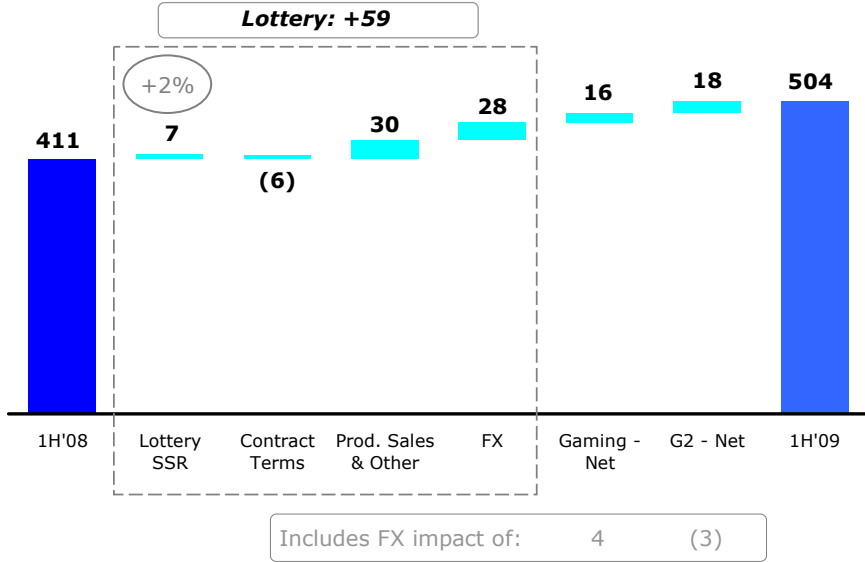 Lottery: +59
+2%
411
7
(6)
30
28
16
18
504
1H'08
Lottery
SSR
Contract
Terms
Prod. Sales
& Other
FX
Gaming -
Net
G2 - Net
1H'09
Includes FX impact of: 4 (3)